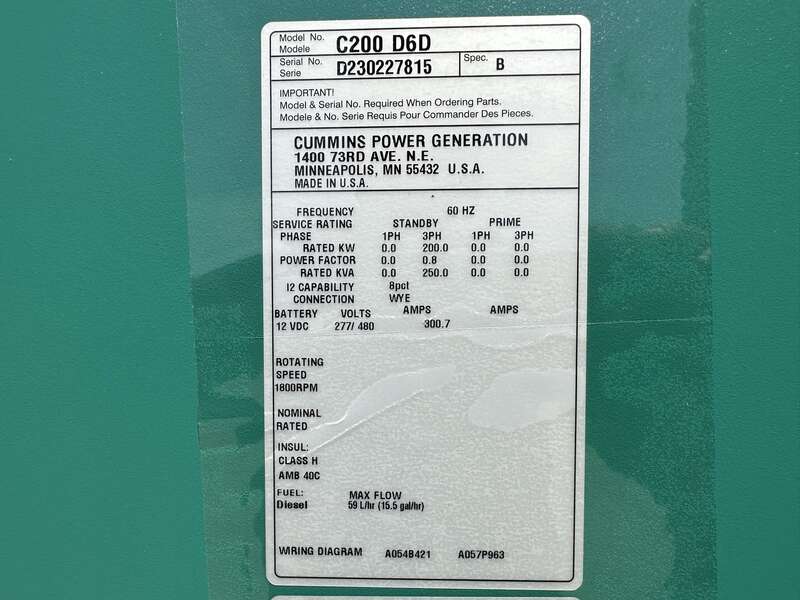 Model No. C200 D6D
Modele
Serial No. D230227815 Spec. B
Serie
IMPORTANT!
Model & Serial No. Required When Ordering Parts.
Modele & No. Serie Requis Pour Commander Des Pieces.
CUMMINS POWER GENERATION
1400 73RD AVE. N.E.
MINNEAPOLIS, MN 55432 U.S.A.
MADE IN U.S.A.
FREQUENCY 60 HZ
SERVICE RATING STANDBY PRIME
PHASE 1PH 3PH 1PH 3PH
RATED KW 0.0 200.0 0.0 0.0
POWER FACTOR 0.0 0.8 0.0 0.0
RATED KVA 0.0 250.0 0.0 0.0
I2 CAPABILITY 8pct
CONNECTION WYE
BATTERY VOLTS AMPS AMPS
12 VDC 277/ 480 300.7
ROTATING
SPEED
1800RPM
NOMINAL
RATED
INSUL:
CLASS H
AMB 40C
FUEL: MAX FLOW
Diesel 59 L/hr (15.5 gal/hr)
WIRING DIAGRAM A054B421 A057P963